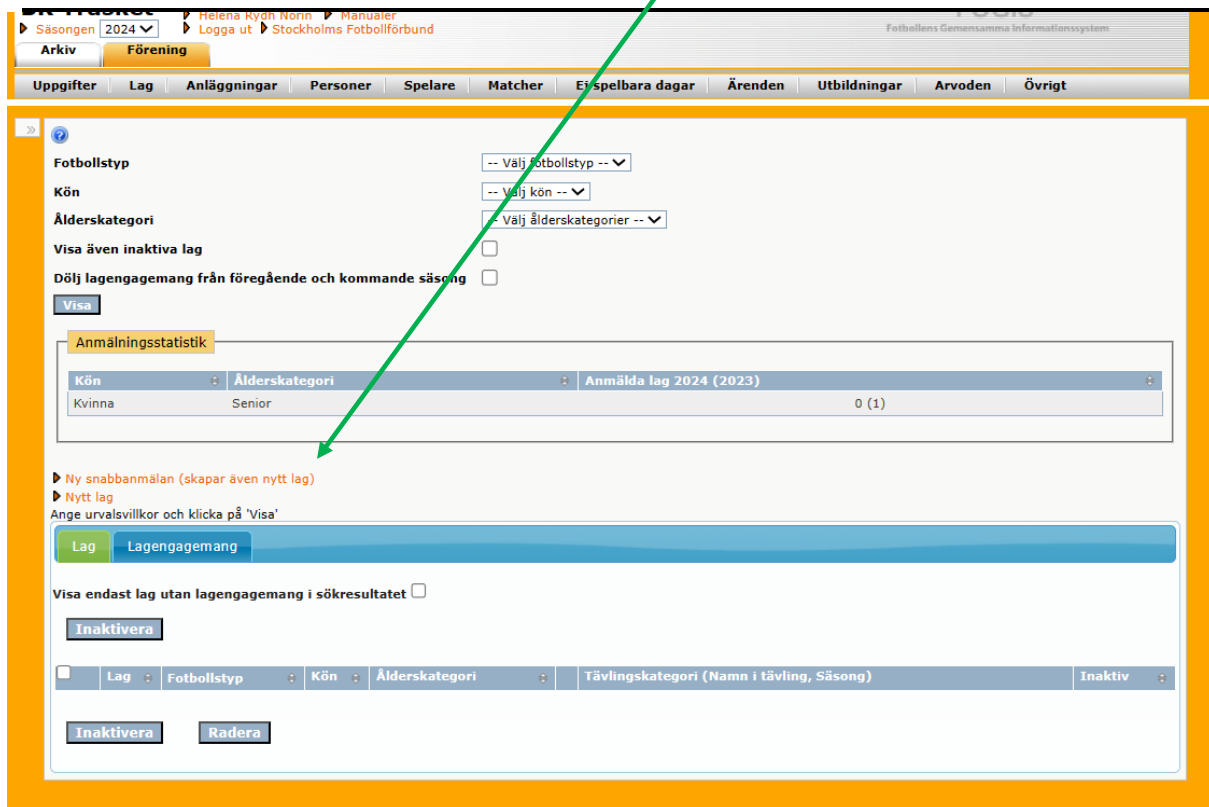 BK Träsket
Helena Rydh Norin Manualer
Säsongen 2024 Logga ut Stockholms Fotbollförbund
FOGIS
Fotbollens Gemensamma Informationssystem
Arkiv Förening
Uppgifter Lag Anläggningar Personer Spelare Matcher Ej spelbara dagar Ärenden Utbildningar Arvoden Övrigt
»
Fotbollstyp -- Välj fotbollstyp --
Kön -- Välj kön --
Ålderskategori -- Välj ålderskategorier --
Visa även inaktiva lag
Dölj lagengagemang från föregående och kommande säsong
Visa
Anmälningsstatistik
Kön Ålderskategori Anmälda lag 2024 (2023)
Kvinna Senior 0 (1)
Ny snabbanmälan (skapar även nytt lag)
Nytt lag
Ange urvalsvillkor och klicka på 'Visa'
Lag Lagengagemang
Visa endast lag utan lagengagemang i sökresultatet
Inaktivera
Lag Fotbollstyp Kön Ålderskategori Tävlingskategori (Namn i tävling, Säsong) Inaktiv
Inaktivera Radera